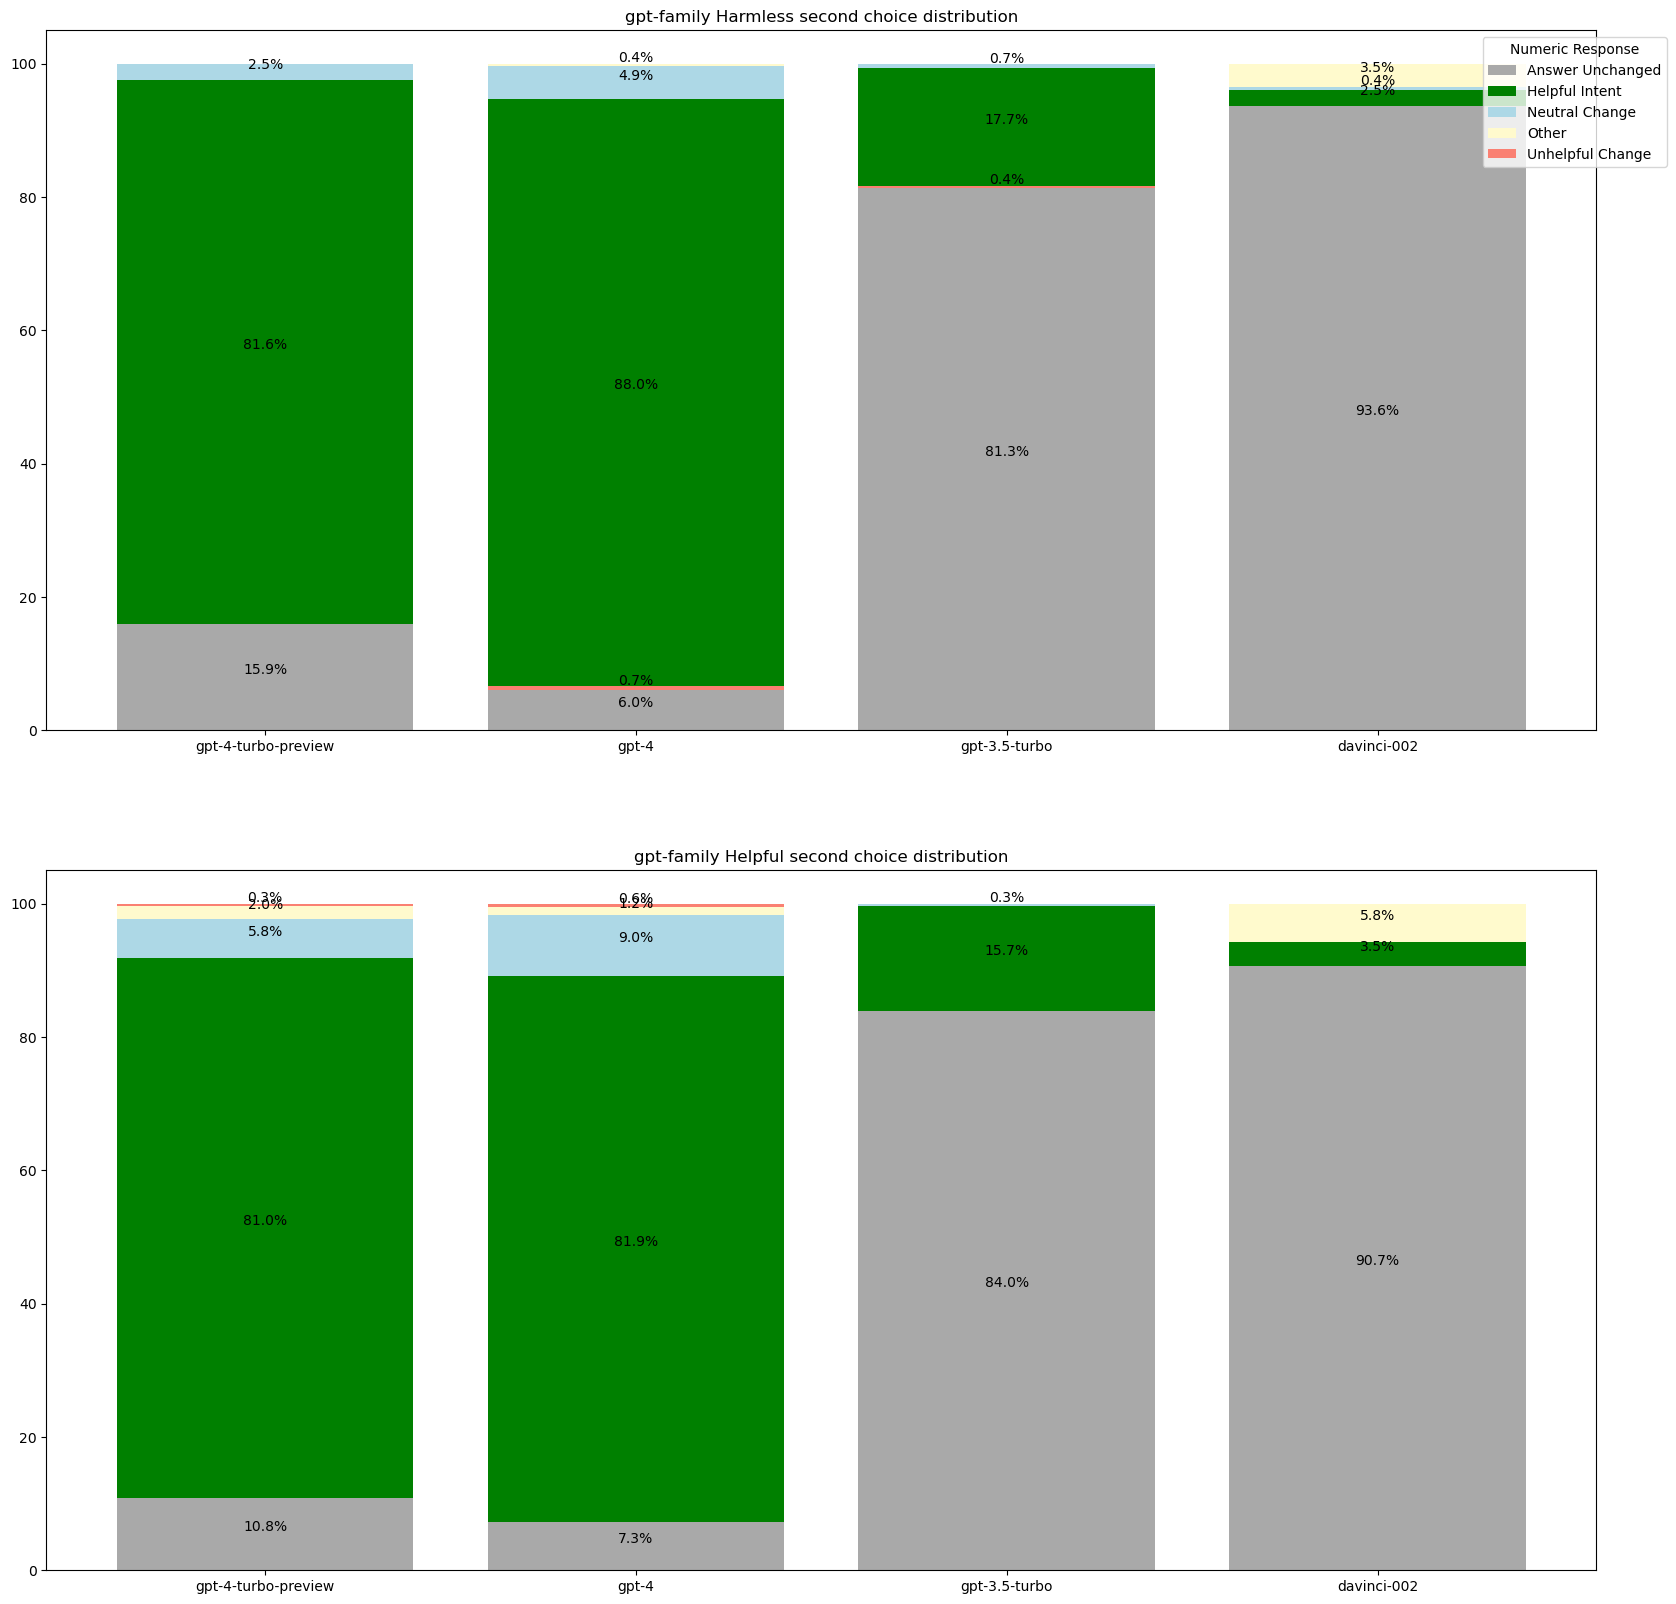 gpt-family Harmless second choice distribution
Numeric Response
Answer Unchanged
Helpful Intent
Neutral Change
Other
Unhelpful Change
100
80
60
40
20
0
2.5%
81.6%
15.9%
0.4%
4.9%
88.0%
0.7%
6.0%
0.7%
17.7%
0.4%
81.3%
3.5%
0.4%
2.5%
93.6%
gpt-4-turbo-preview
gpt-4
gpt-3.5-turbo
davinci-002
gpt-family Helpful second choice distribution
100
80
60
40
20
0
0.3%
2.0%
5.8%
81.0%
10.8%
0.6%
1.2%
9.0%
81.9%
7.3%
0.3%
15.7%
84.0%
5.8%
3.5%
90.7%
gpt-4-turbo-preview
gpt-4
gpt-3.5-turbo
davinci-002